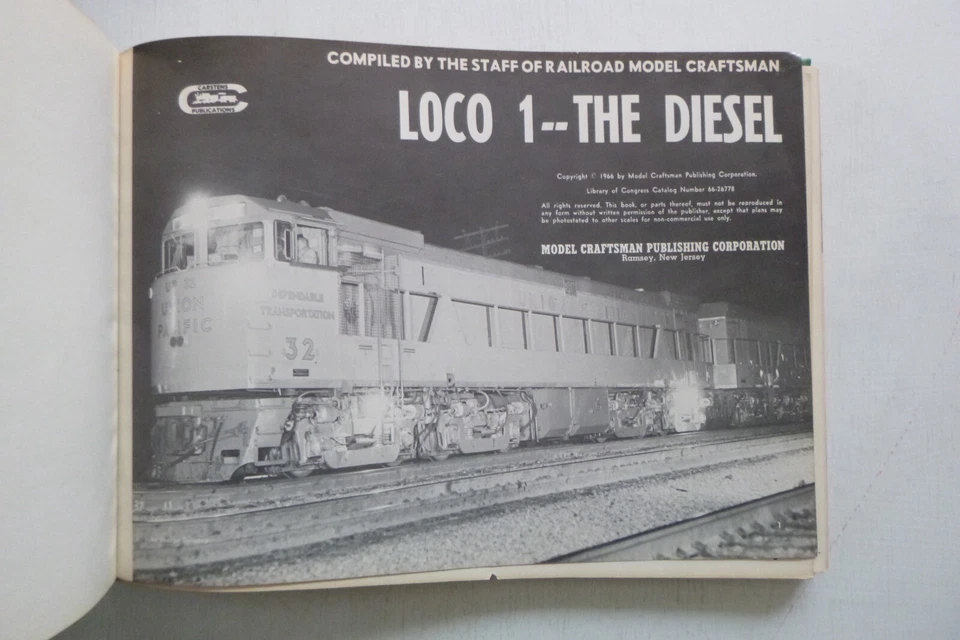 COMPILED BY THE STAFF OF RAILROAD MODEL CRAFTSMAN
CARSTENS
PUBLICATIONS
LOCO 1--THE DIESEL
Copyright © 1966 by Model Craftsman Publishing Corporation.
Library of Congress Catalog Number 66-26778
All rights reserved. This book, or parts thereof, must not be reproduced in
any form without written permission of the publisher, except that plans may
be photostated to other scales for non-commercial use only.
MODEL CRAFTSMAN PUBLISHING CORPORATION
Ramsey, New Jersey
UNION
PACIFIC
DEPENDABLE
TRANSPORTATION
32
1